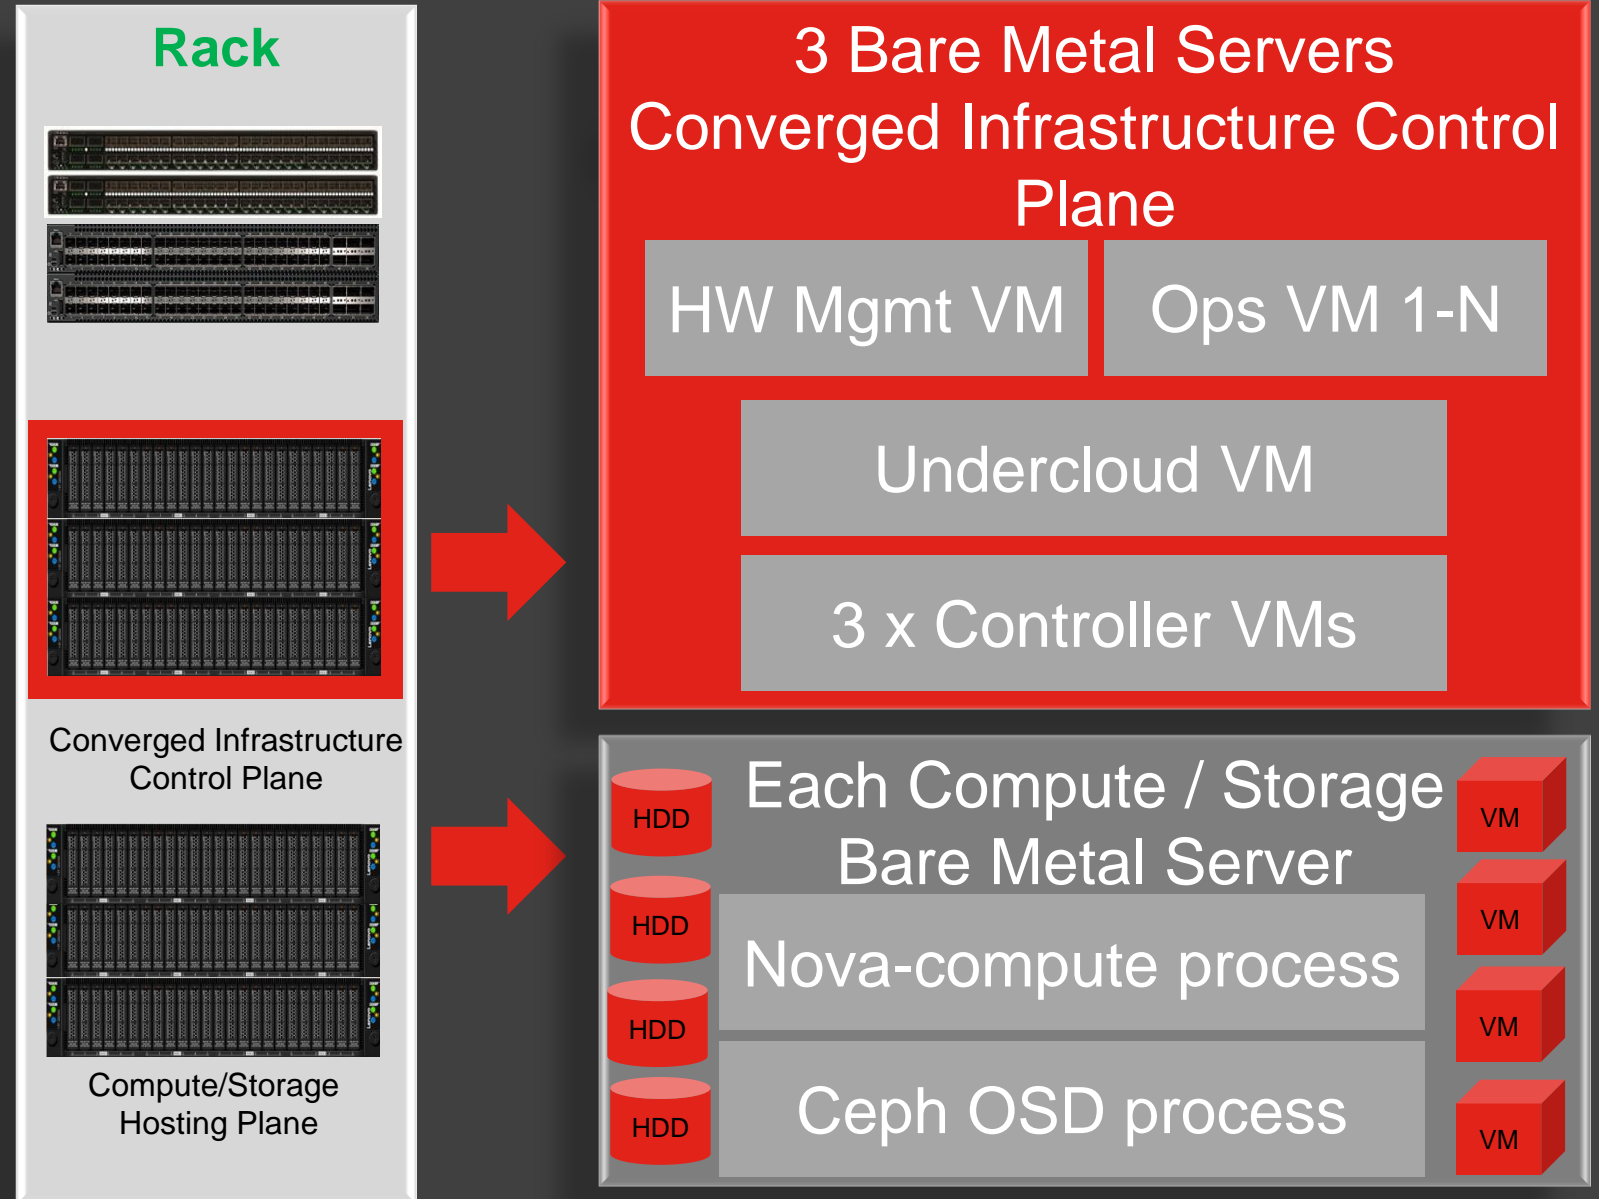 Rack
Converged Infrastructure
Control Plane
Compute/Storage
Hosting Plane
3 Bare Metal Servers
Converged Infrastructure Control
Plane
HW Mgmt VM
Ops VM 1-N
Undercloud VM
3 x Controller VMs
Each Compute / Storage
Bare Metal Server
Nova-compute process
Ceph OSD process
HDD
HDD
HDD
HDD
VM
VM
VM
VM